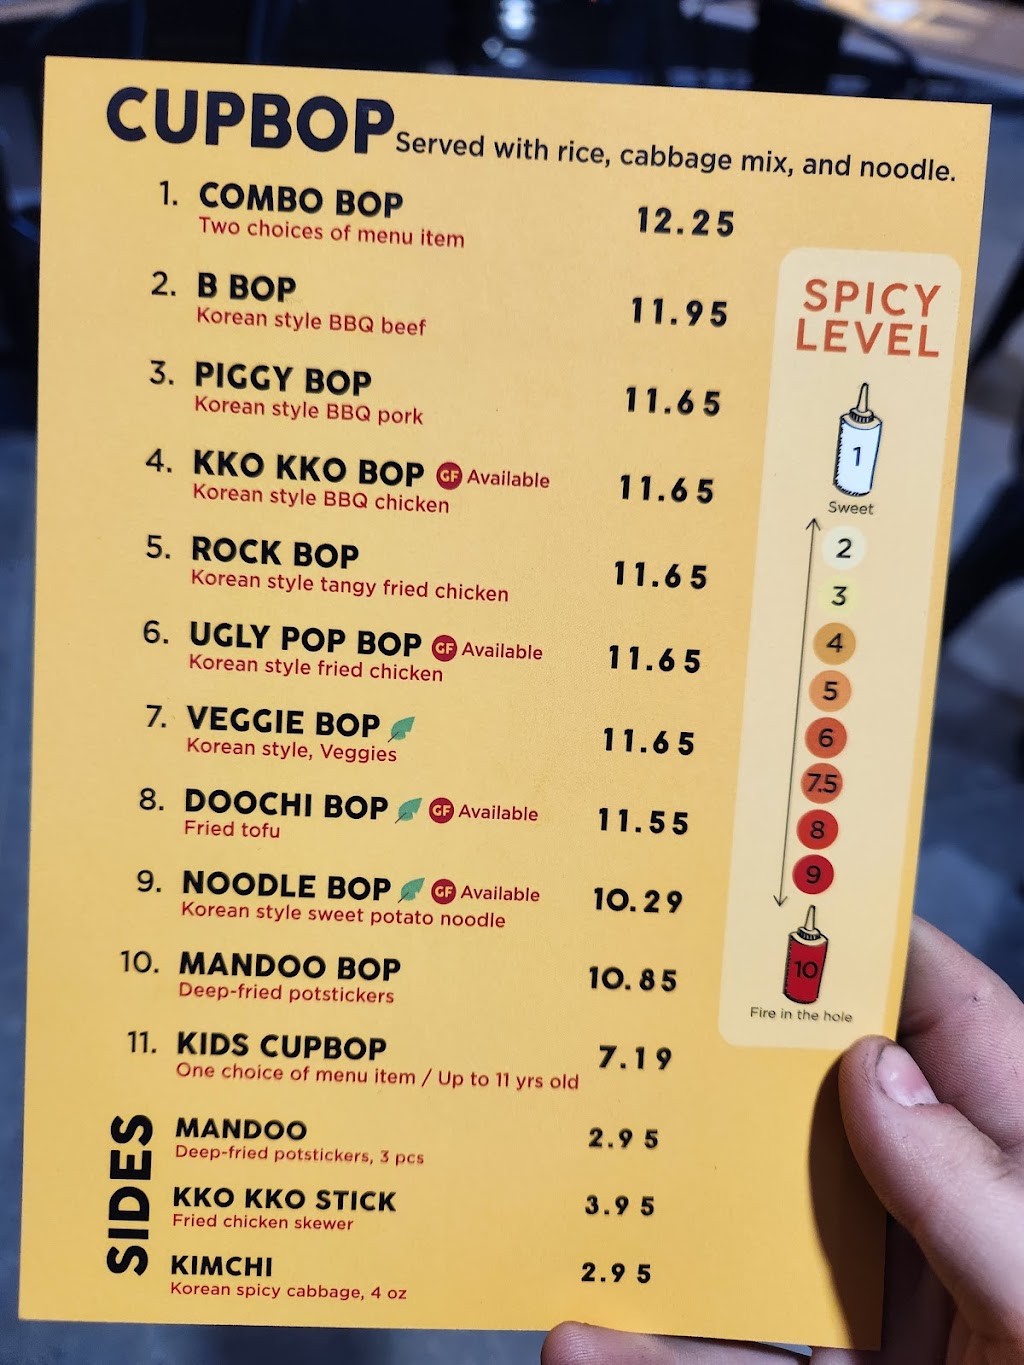 CUPBOP Served with rice, cabbage mix, and noodle.
1. COMBO BOP 12.25
Two choices of menu item
2. B BOP 11.95
Korean style BBQ beef
3. PIGGY BOP 11.65
Korean style BBQ pork
4. KKO KKO BOP GF Available 11.65
Korean style BBQ chicken
5. ROCK BOP 11.65
Korean style tangy fried chicken
6. UGLY POP BOP GF Available 11.65
Korean style fried chicken
7. VEGGIE BOP 11.65
Korean style, Veggies
8. DOOCHI BOP GF Available 11.55
Fried tofu
9. NOODLE BOP GF Available 10.29
Korean style sweet potato noodle
10. MANDOO BOP 10.85
Deep-fried potstickers
11. KIDS CUPBOP 7.19
One choice of menu item / Up to 11 yrs old
SIDES
MANDOO 2.95
Deep-fried potstickers, 3 pcs
KKO KKO STICK 3.95
Fried chicken skewer
KIMCHI 2.95
Korean spicy cabbage, 4 oz
SPICY
LEVEL
1
Sweet
2
3
4
5
6
7.5
8
9
10
Fire in the hole